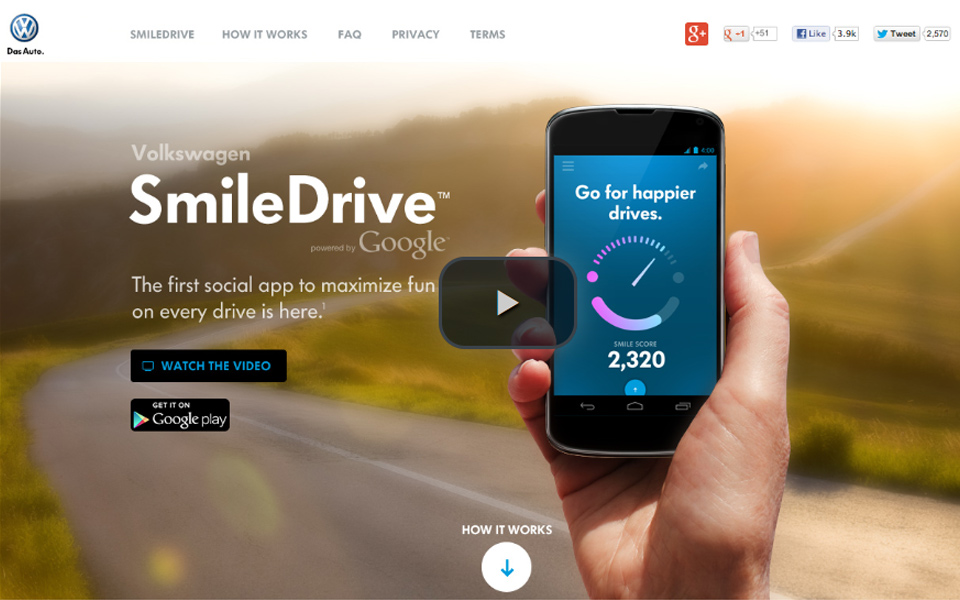 Das Auto.
SMILEDRIVE
HOW IT WORKS
FAQ
PRIVACY
TERMS
g+
g -1
+51
Like
3.9k
Tweet
2,570
Volkswagen
SmileDrive™
powered by Google™
The first social app to maximize fun
on every drive is here.¹
WATCH THE VIDEO
GET IT ON
Google play
4:00
Go for happier
drives.
SMILE SCORE
2,320
HOW IT WORKS